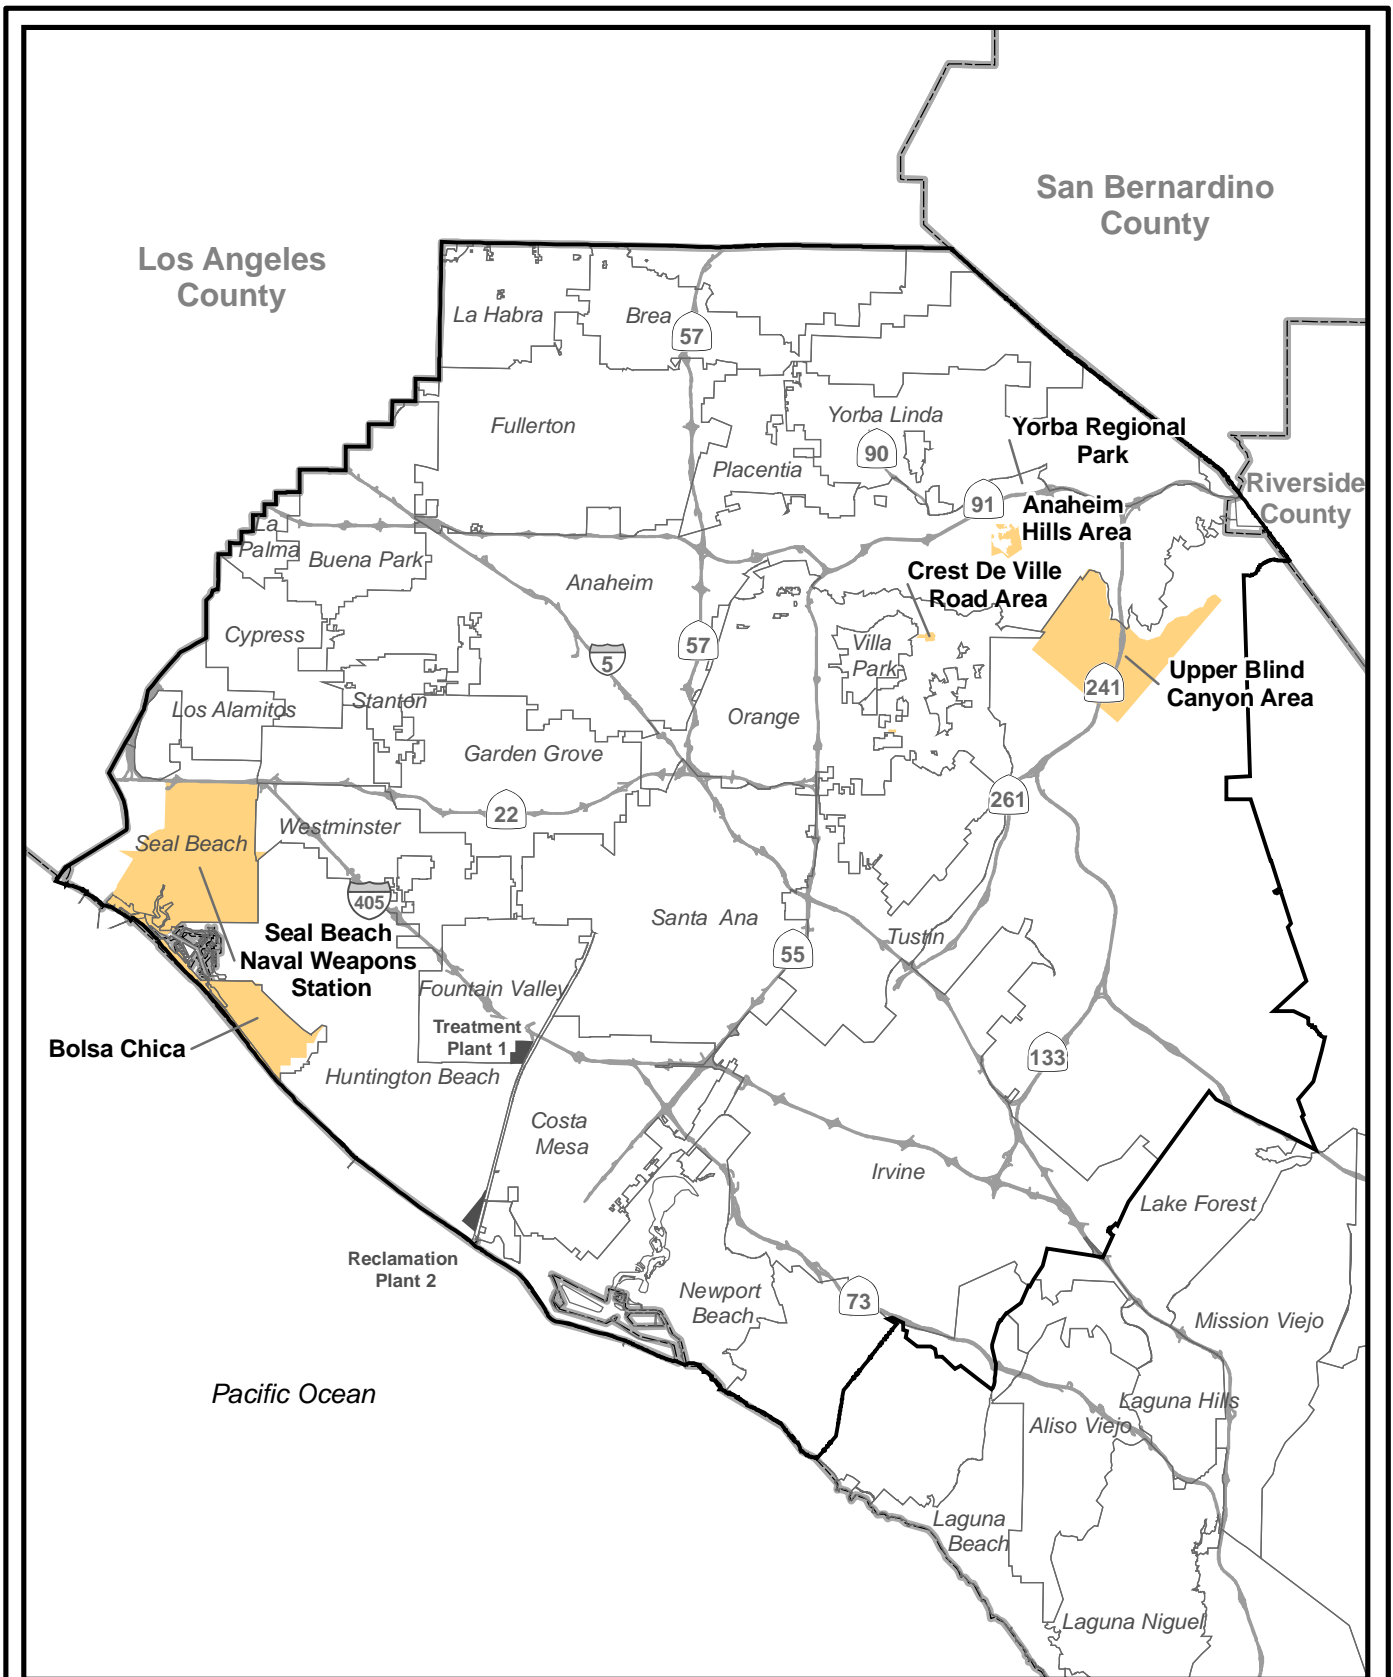 San Bernardino
County
Los Angeles
County
La Habra
Brea
57
Fullerton
Yorba Linda
Yorba Regional
Park
90
Placentia
91
Riverside
County
Anaheim
Hills Area
La
Palma
Buena Park
Anaheim
Crest De Ville
Road Area
Cypress
57
Villa
Park
5
Upper Blind
Canyon Area
241
Stanton
Los Alamitos
Orange
Garden Grove
261
22
Westminster
Seal Beach
405
Santa Ana
Tustin
55
Seal Beach
Naval Weapons
Station
Fountain Valley
Treatment
Plant 1
Bolsa Chica
133
Huntington Beach
Costa
Mesa
Irvine
Lake Forest
Reclamation
Plant 2
Newport
Beach
73
Mission Viejo
Pacific Ocean
Laguna Hills
Aliso Viejo
Laguna
Beach
Laguna Niguel